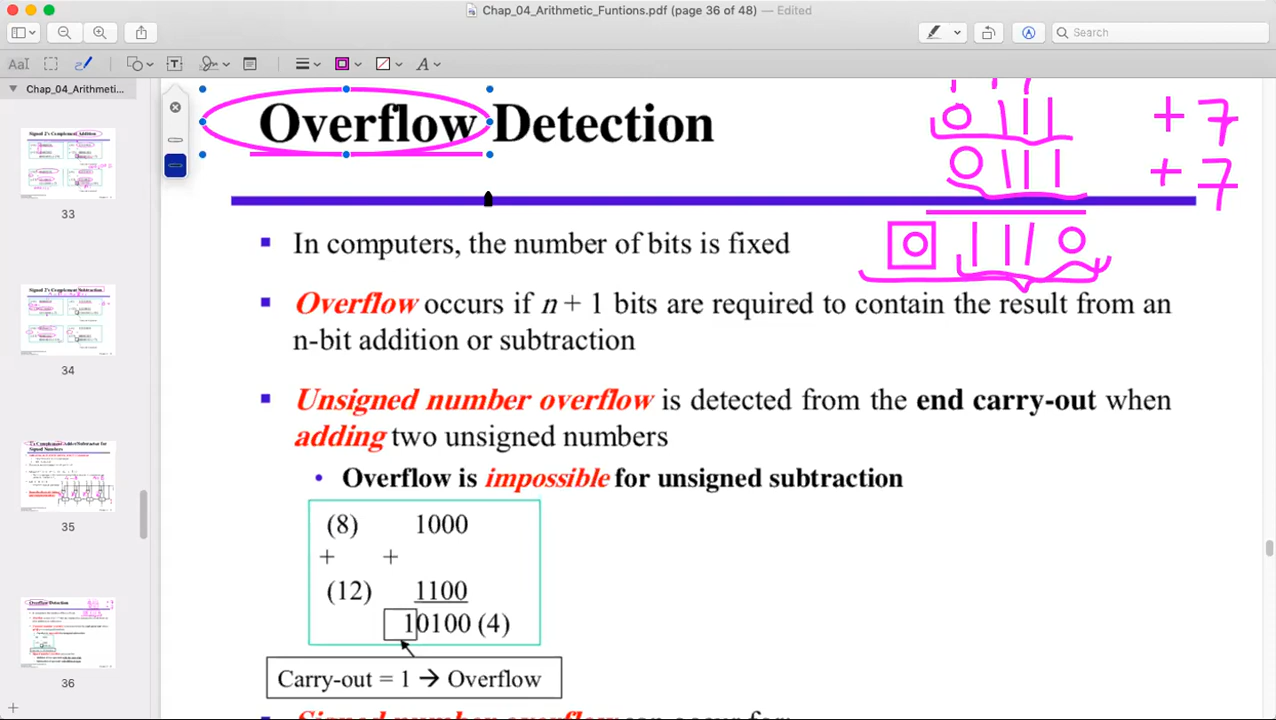 Chap_04_Arithmetic_Funtions.pdf (page 36 of 48) — Edited
Search
AaI
T
A
Chap_04_Arithmeti...
33
34
35
36
Overflow Detection
0111 +7
0111 +7
0 1110
In computers, the number of bits is fixed
Overflow occurs if n + 1 bits are required to contain the result from an
n-bit addition or subtraction
Unsigned number overflow is detected from the end carry-out when
adding two unsigned numbers
• Overflow is impossible for unsigned subtraction
(8) 1000
+ +
(12) 1100
10100 (4)
Carry-out = 1 → Overflow